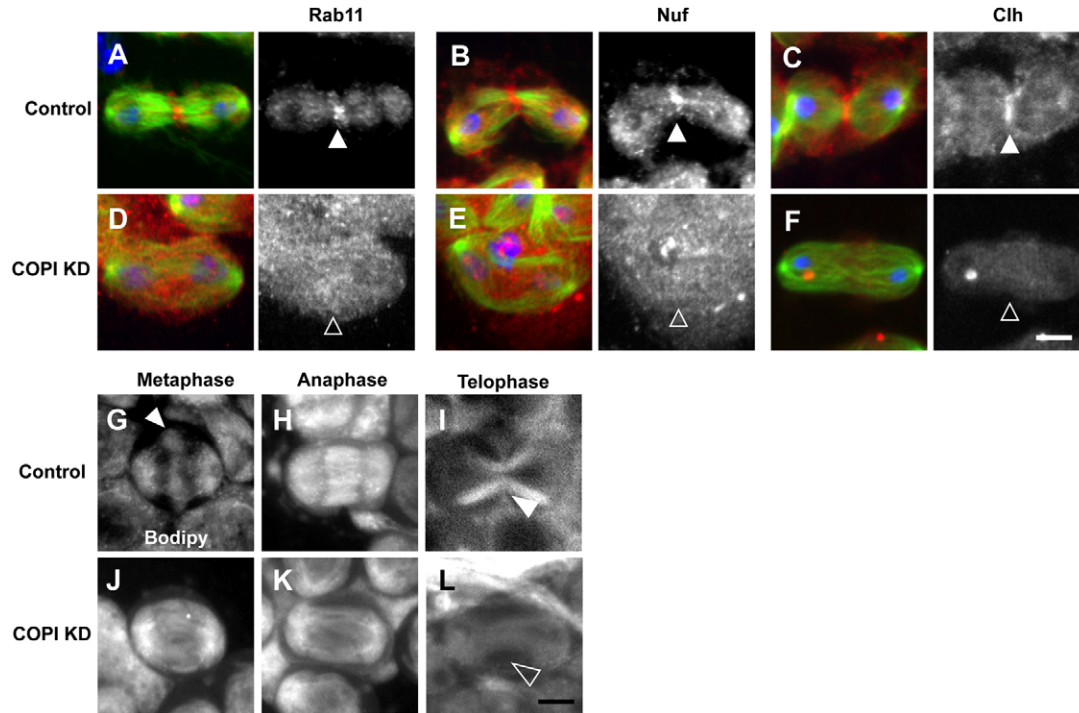 Rab11 Nuf Clh
Control A B C
COPI KD D E F
Metaphase Anaphase Telophase
Control G H I
Bodipy
COPI KD J K L